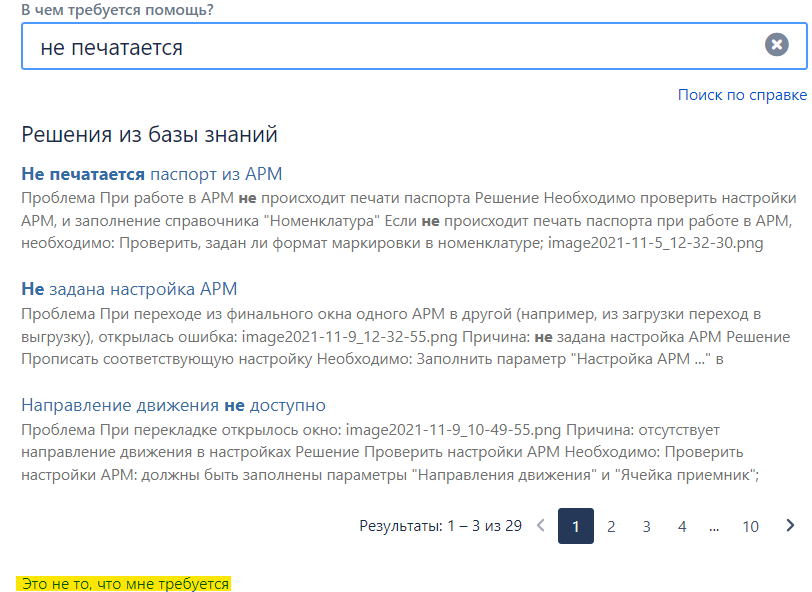 В чем требуется помощь?
не печатается
Поиск по справке
Решения из базы знаний
Не печатается паспорт из АРМ
Проблема При работе в АРМ не происходит печати паспорта Решение Необходимо проверить настройки
АРМ, и заполнение справочника "Номенклатура" Если не происходит печать паспорта при работе в АРМ,
необходимо: Проверить, задан ли формат маркировки в номенклатуре; image2021-11-5_12-32-30.png
Не задана настройка АРМ
Проблема При переходе из финального окна одного АРМ в другой (например, из загрузки переход в
выгрузку), открылась ошибка: image2021-11-9_12-32-55.png Причина: не задана настройка АРМ Решение
Прописать соответствующую настройку Необходимо: Заполнить параметр "Настройка АРМ ..." в
Направление движения не доступно
Проблема При перекладке открылось окно: image2021-11-9_10-49-55.png Причина: отсутствует
направление движения в настройках Решение Проверить настройки АРМ Необходимо: Проверить
настройки АРМ: должны быть заполнены параметры "Направления движения" и "Ячейка приемник";
Результаты: 1 – 3 из 29 1 2 3 4 ... 10
Это не то, что мне требуется